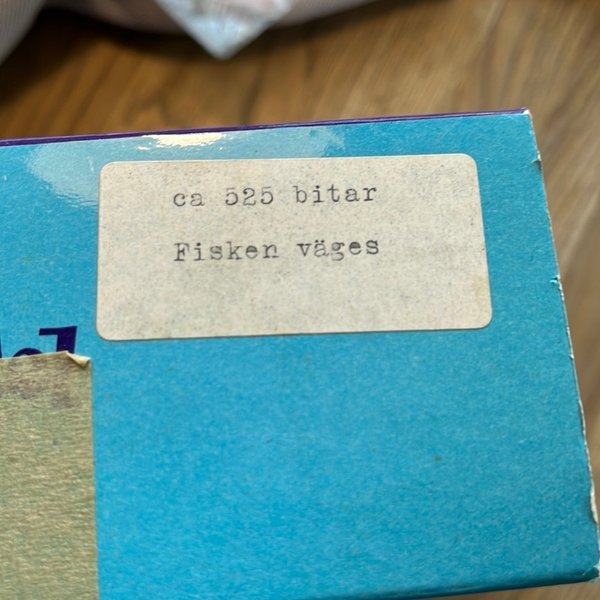 ca 525 bitar
Fisken väges